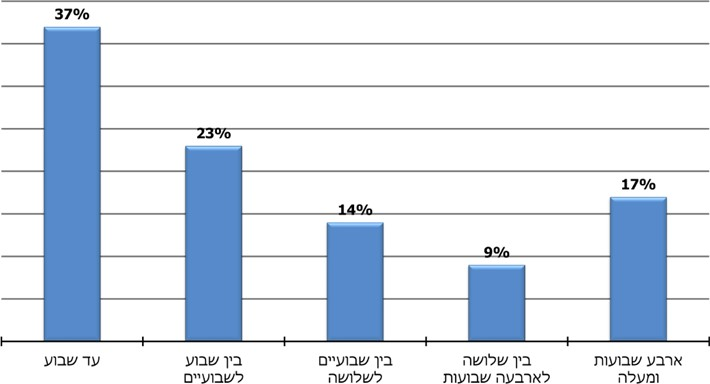 37%
23%
14%
9%
17%
עד שבוע
בין שבוע
לשבועיים
בין שבועיים
לשלושה
בין שלושה
לארבעה שבועות
ארבע שבועות
ומעלה